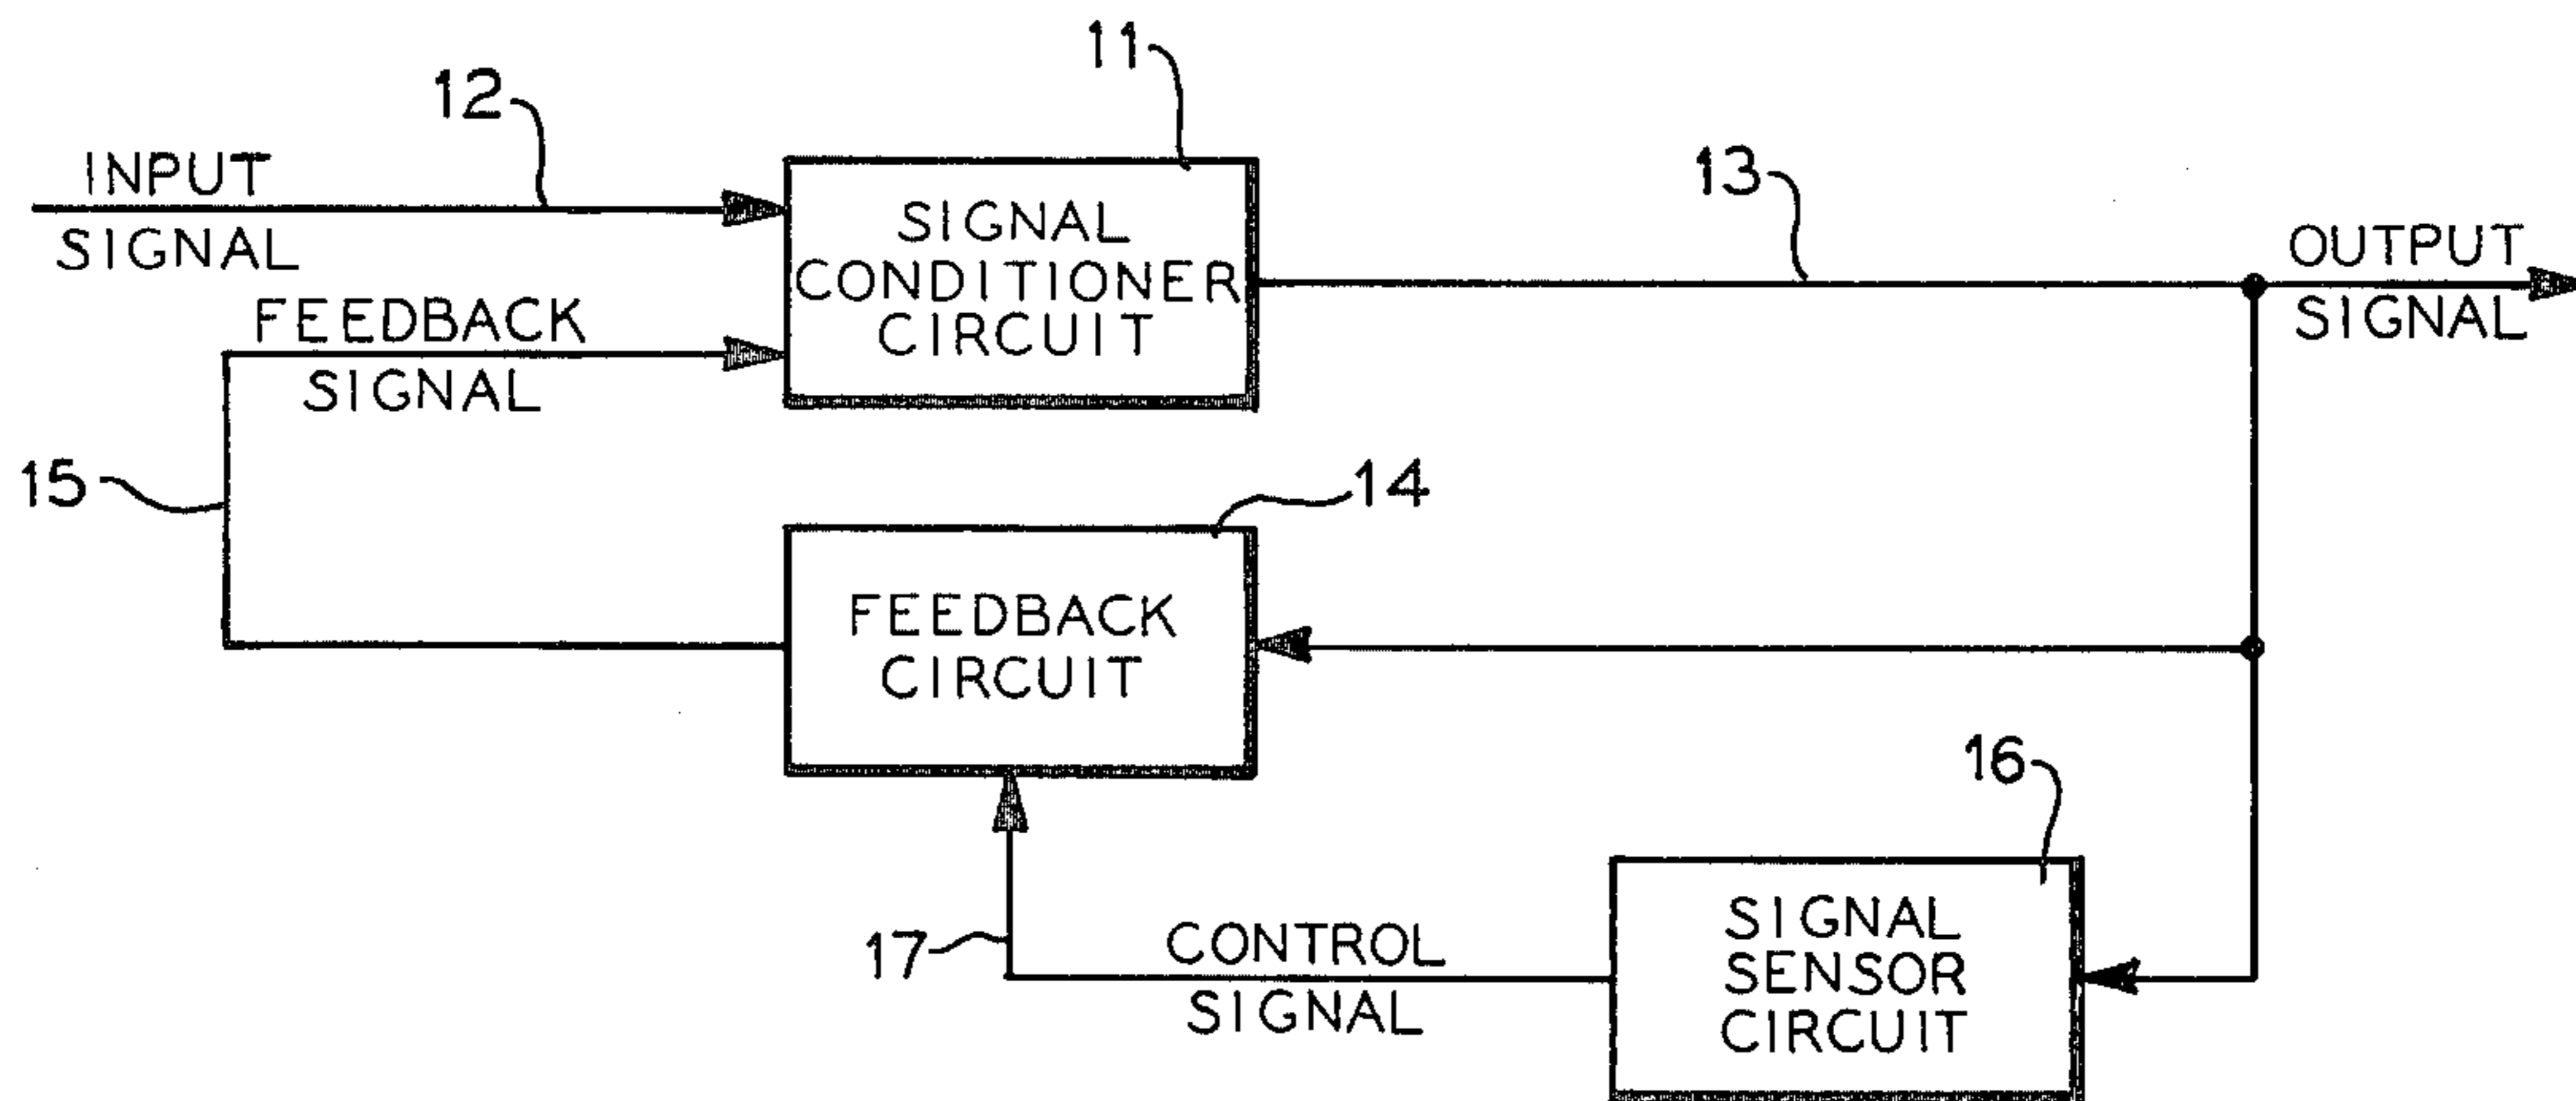 11
12
INPUT
SIGNAL
SIGNAL
CONDITIONER
CIRCUIT
13
OUTPUT
SIGNAL
FEEDBACK
SIGNAL
15
14
FEEDBACK
CIRCUIT
16
17
CONTROL
SIGNAL
SIGNAL
SENSOR
CIRCUIT